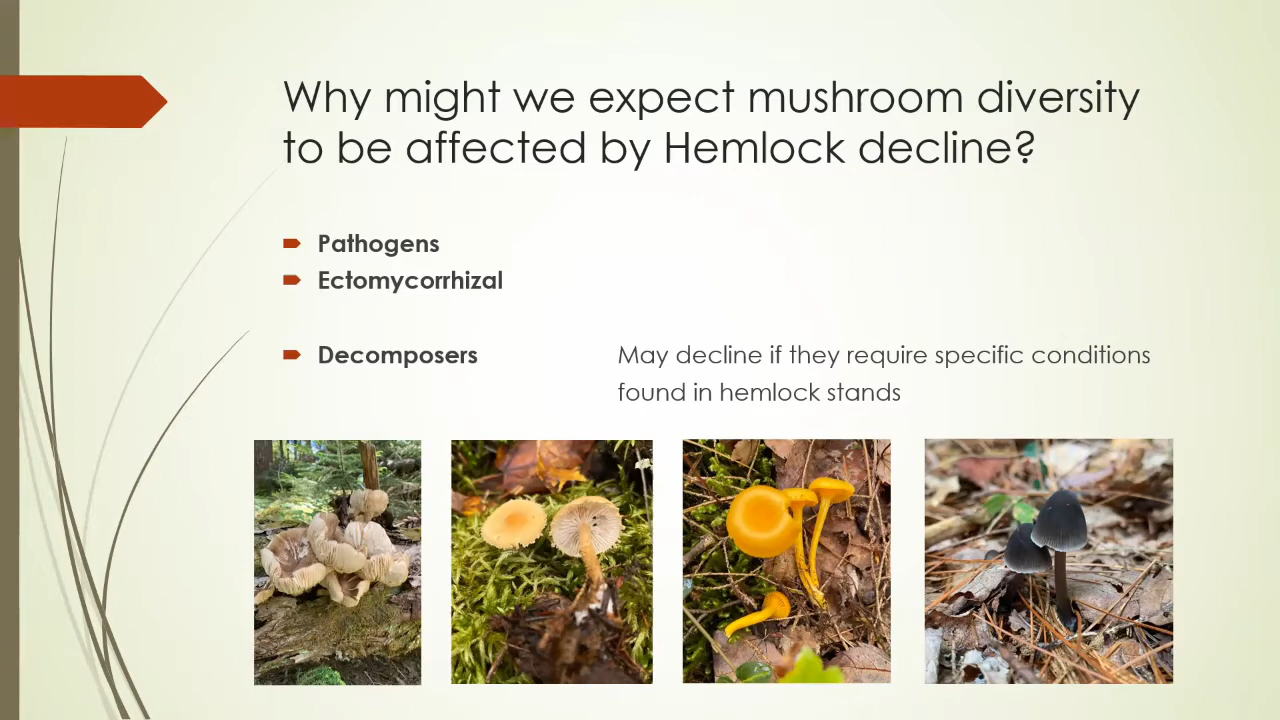 Why might we expect mushroom diversity
to be affected by Hemlock decline?
Pathogens
Ectomycorrhizal
Decomposers
May decline if they require specific conditions
found in hemlock stands